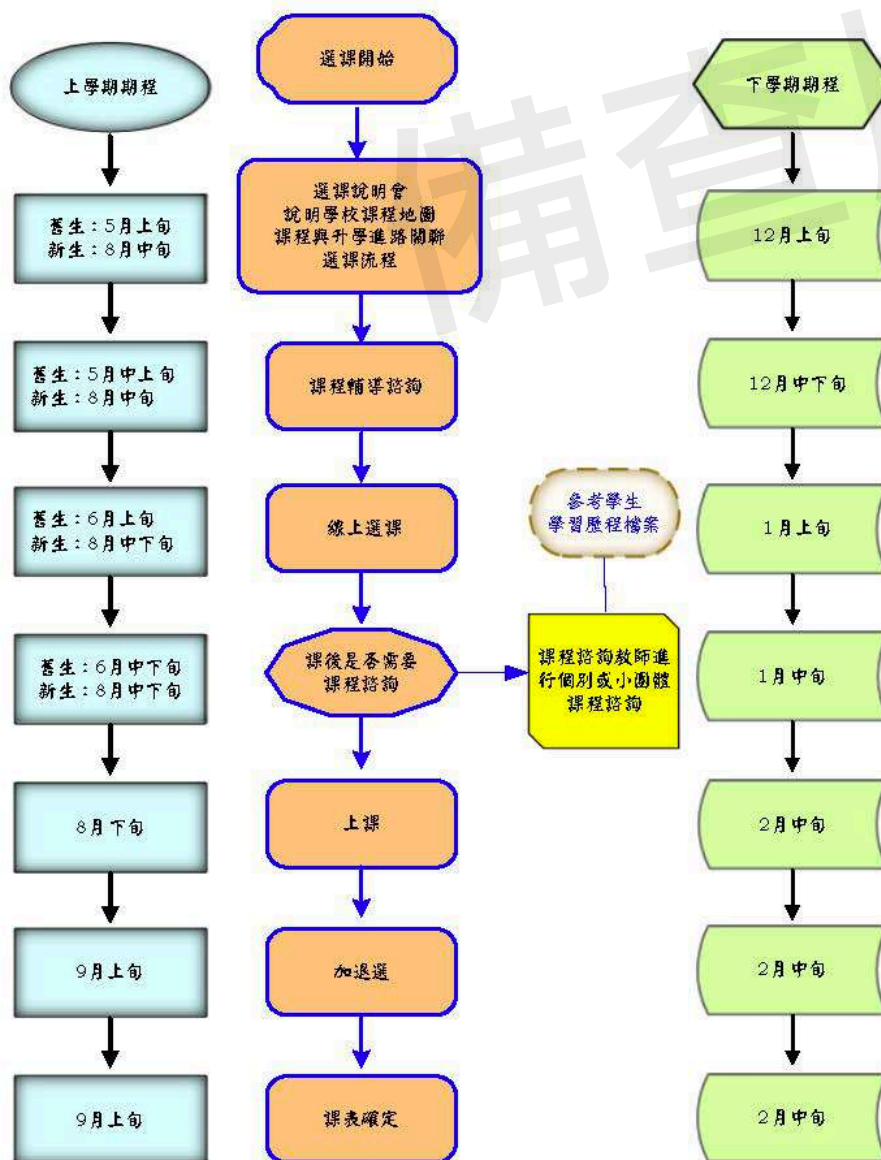 備查
上學期期程
選課開始
下學期期程
舊生：5月上旬
新生：8月中旬
選課說明會
說明學校課程地圖
課程與升學進路關聯
選課流程
12月上旬
舊生：5月中上旬
新生：8月中旬
課程輔導諮詢
12月中下旬
舊生：6月上旬
新生：8月中下旬
線上選課
參考學生
學習歷程檔案
1月上旬
舊生：6月中下旬
新生：8月中下旬
課後是否需要
課程諮詢
課程諮詢教師進
行個別或小團體
課程諮詢
1月中旬
8月下旬
上課
2月中旬
9月上旬
加退選
2月中旬
9月上旬
課表確定
2月中旬